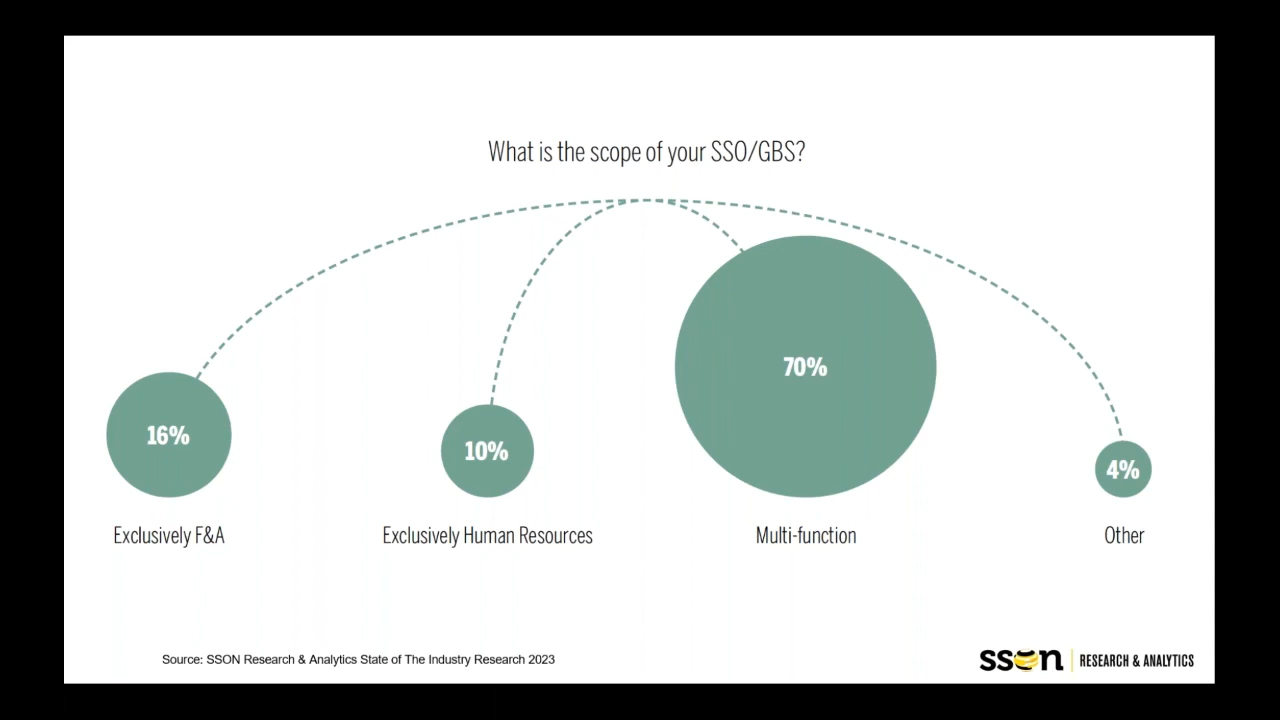 What is the scope of your SSO/GBS?
16%
10%
70%
4%
Exclusively F&A
Exclusively Human Resources
Multi-function
Other
Source: SSON Research & Analytics State of The Industry Research 2023
sson RESEARCH & ANALYTICS